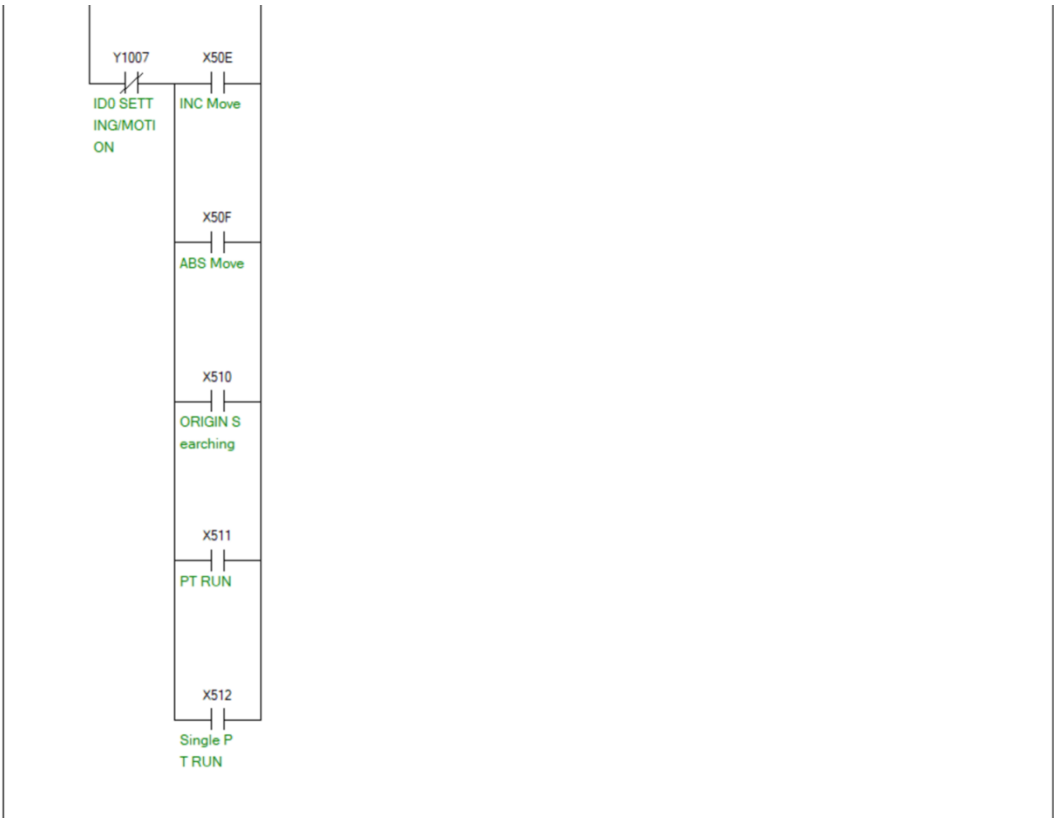 Y1007 X50E
ID0 SETT INC Move
ING/MOTI
ON
X50F
ABS Move
X510
ORIGIN S
earching
X511
PT RUN
X512
Single P
T RUN